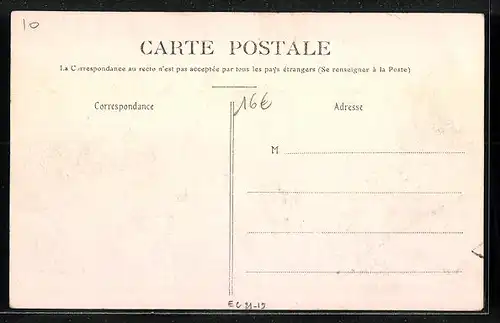 10
CARTE POSTALE
La Correspondance au recto n'est pas acceptée par tous les pays étrangers (Se renseigner à la Poste)
Correspondance
16€
Adresse
M